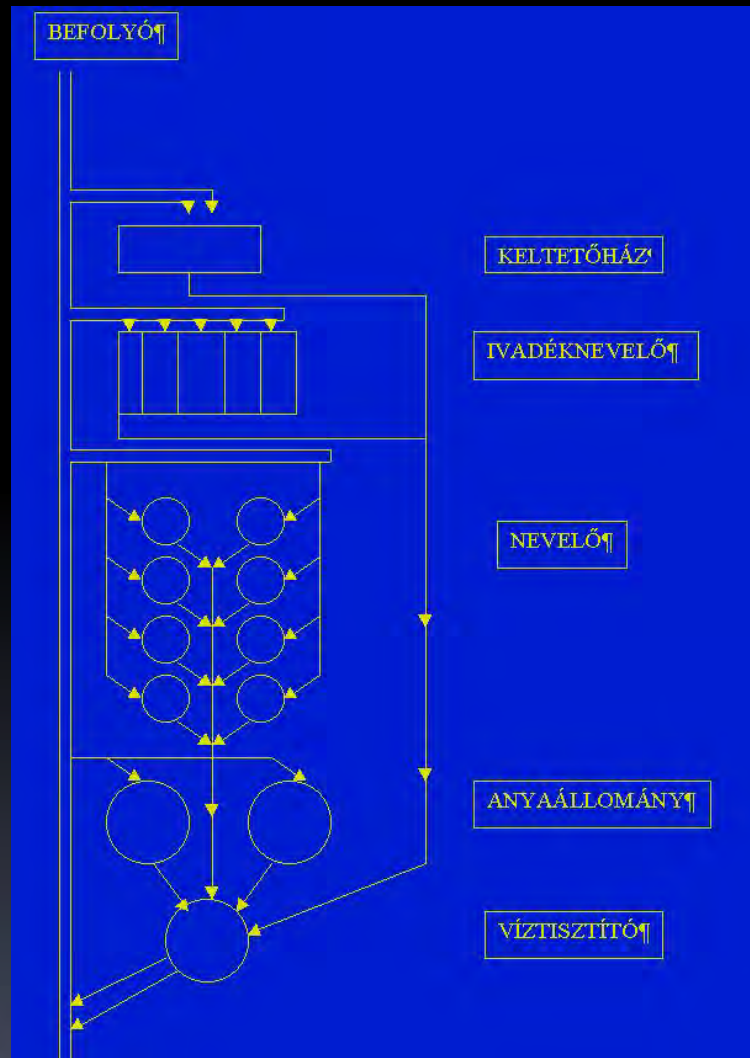 BEFOLYÓ¶
KELTETŐHÁZ¶
IVADÉKNEVELŐ¶
NEVELŐ¶
ANYAÁLLOMÁNY¶
VÍZTISZTÍTÓ¶